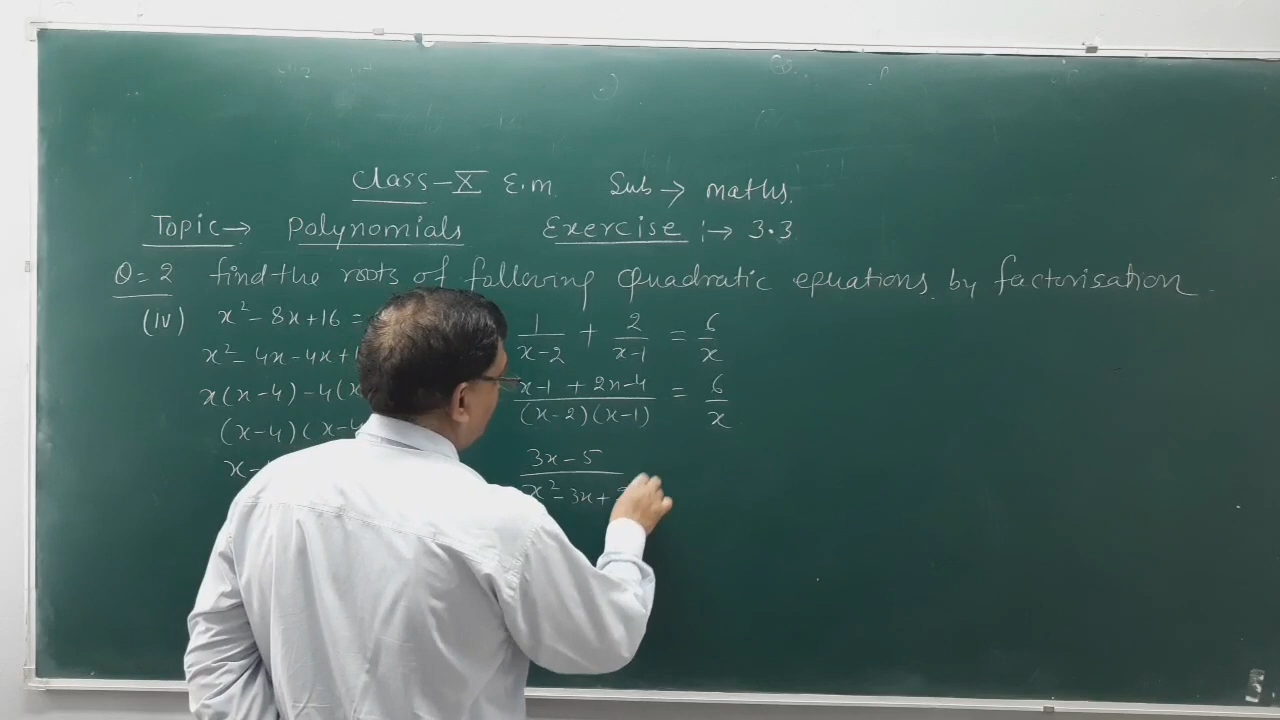 Class-X E.m. Sub → maths.
Topic → Polynomials Exercise :→ 3.3
Q=2 find the roots of following Quadratic equations by factorisation.
(iv) x² - 8x + 16 =
x² - 4x - 4x + 1
x(x-4) - 4(x
(x-4)(x-4
x-
1/(x-2) + 2/(x-1) = 6/x
(x-1 + 2x-4)/((x-2)(x-1)) = 6/x
(3x-5)/(x² - 3x +